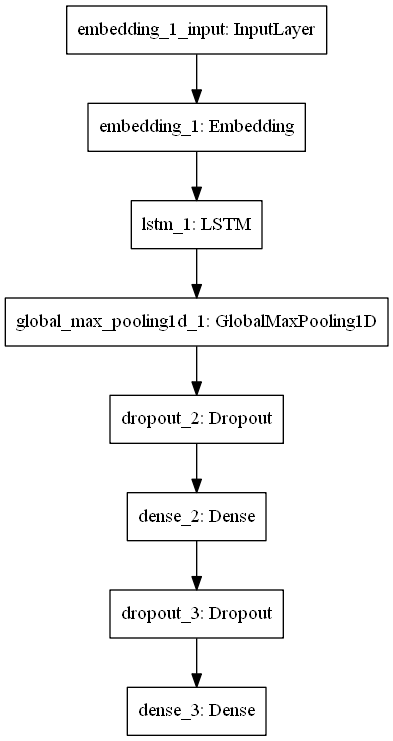 embedding_1_input: InputLayer
embedding_1: Embedding
lstm_1: LSTM
global_max_pooling1d_1: GlobalMaxPooling1D
dropout_2: Dropout
dense_2: Dense
dropout_3: Dropout
dense_3: Dense